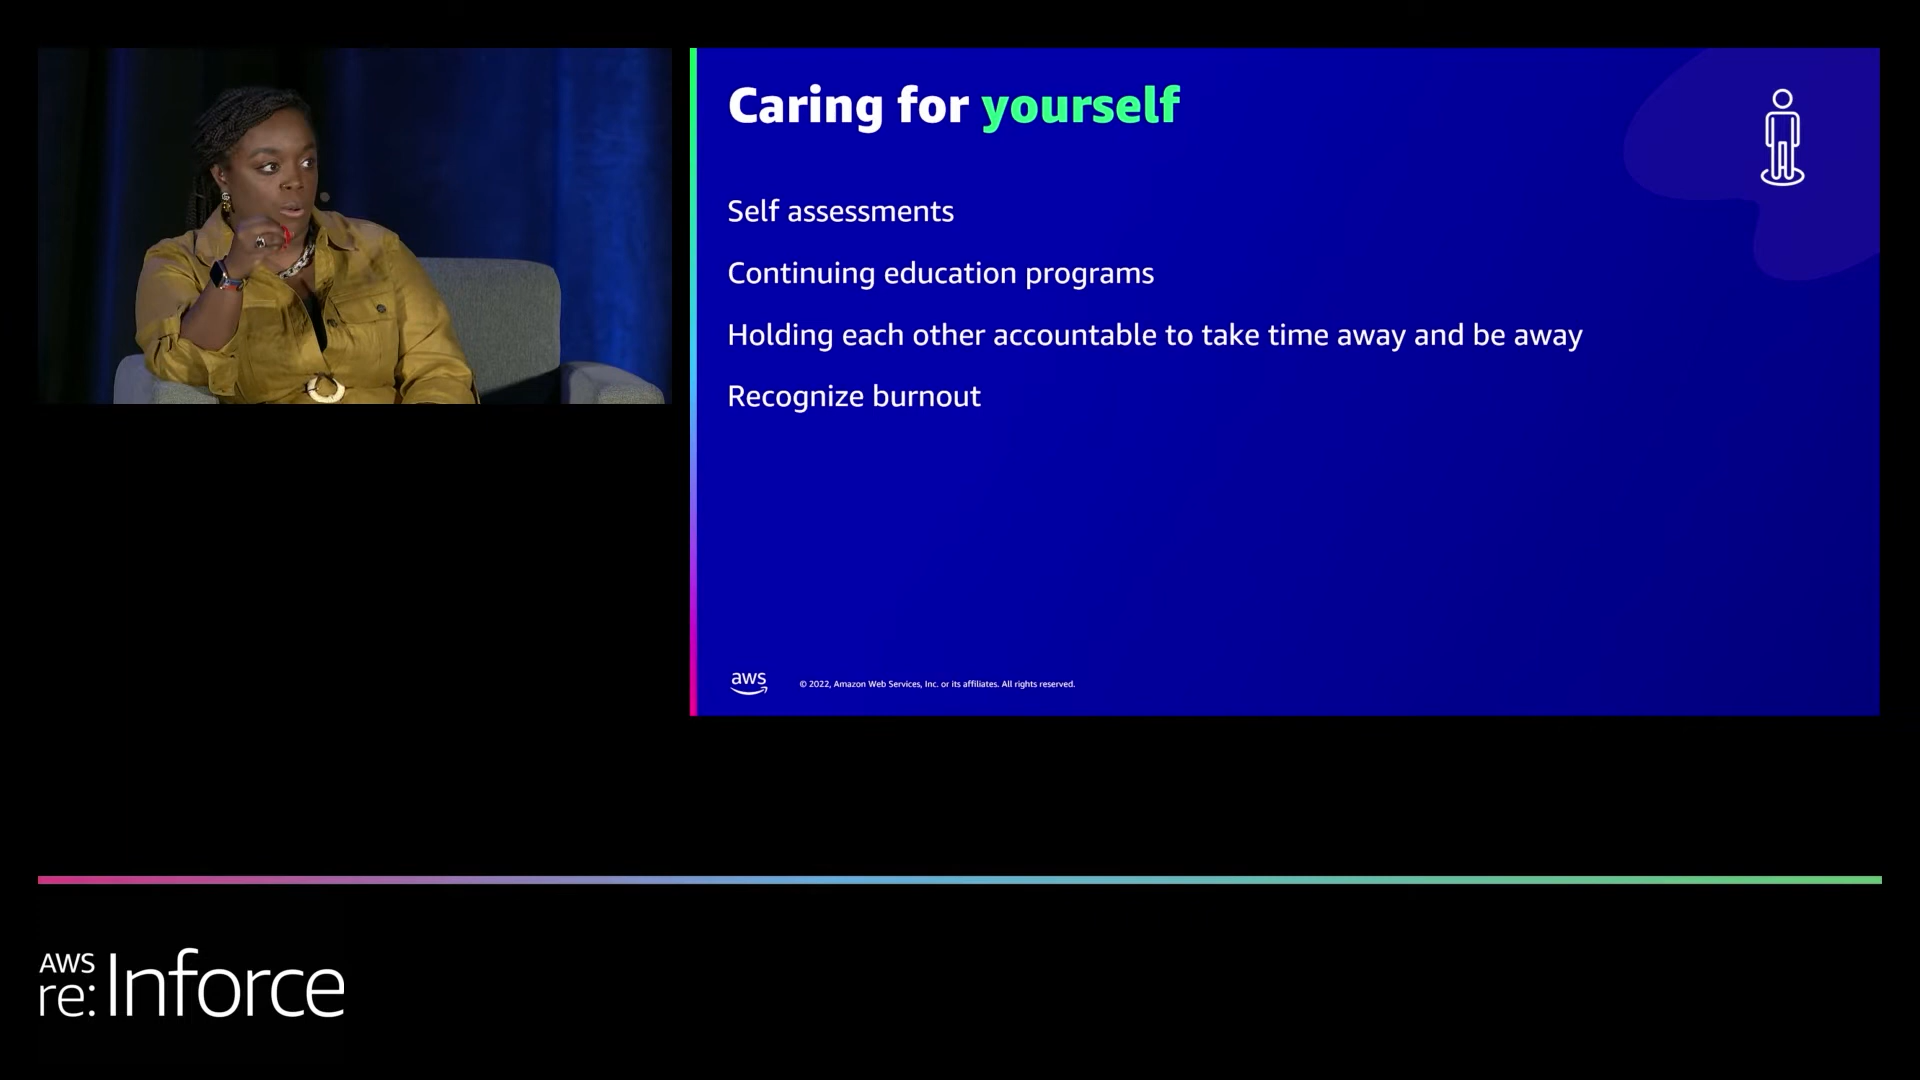 Caring for yourself
Self assessments
Continuing education programs
Holding each other accountable to take time away and be away
Recognize burnout
aws
© 2022, Amazon Web Services, Inc. or its affiliates. All rights reserved.
AWS
re:Inforce